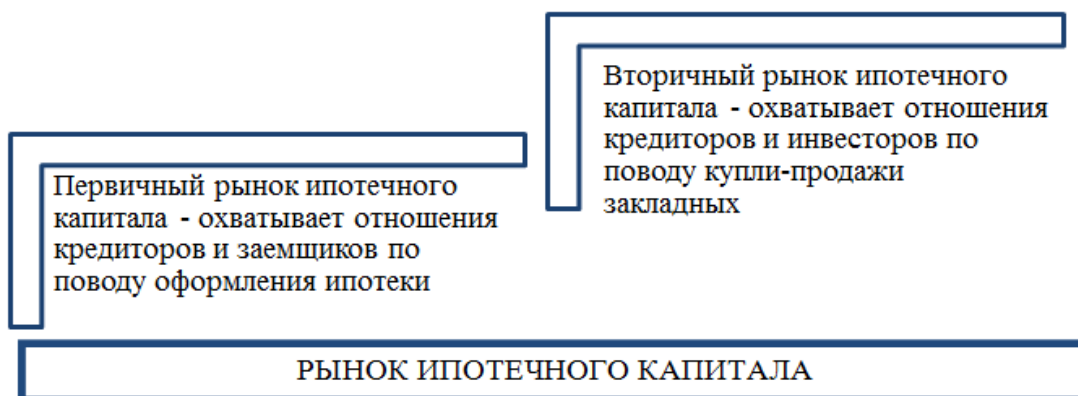 Вторичный рынок ипотечного
капитала - охватывает отношения
кредиторов и инвесторов по
поводу купли-продажи
закладных
Первичный рынок ипотечного
капитала - охватывает отношения
кредиторов и заемщиков по
поводу оформления ипотеки
РЫНОК ИПОТЕЧНОГО КАПИТАЛА